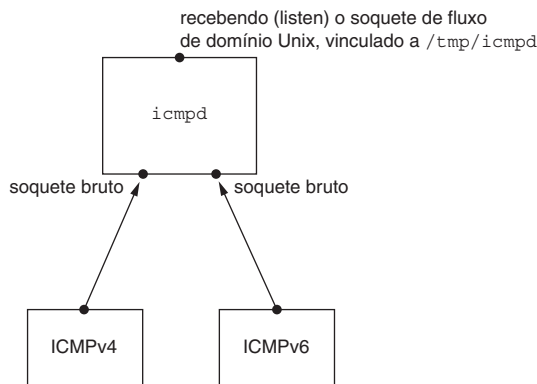 recebendo (listen) o soquete de fluxo
de domínio Unix, vinculado a /tmp/icmpd
icmpd
soquete bruto
soquete bruto
ICMPv4
ICMPv6